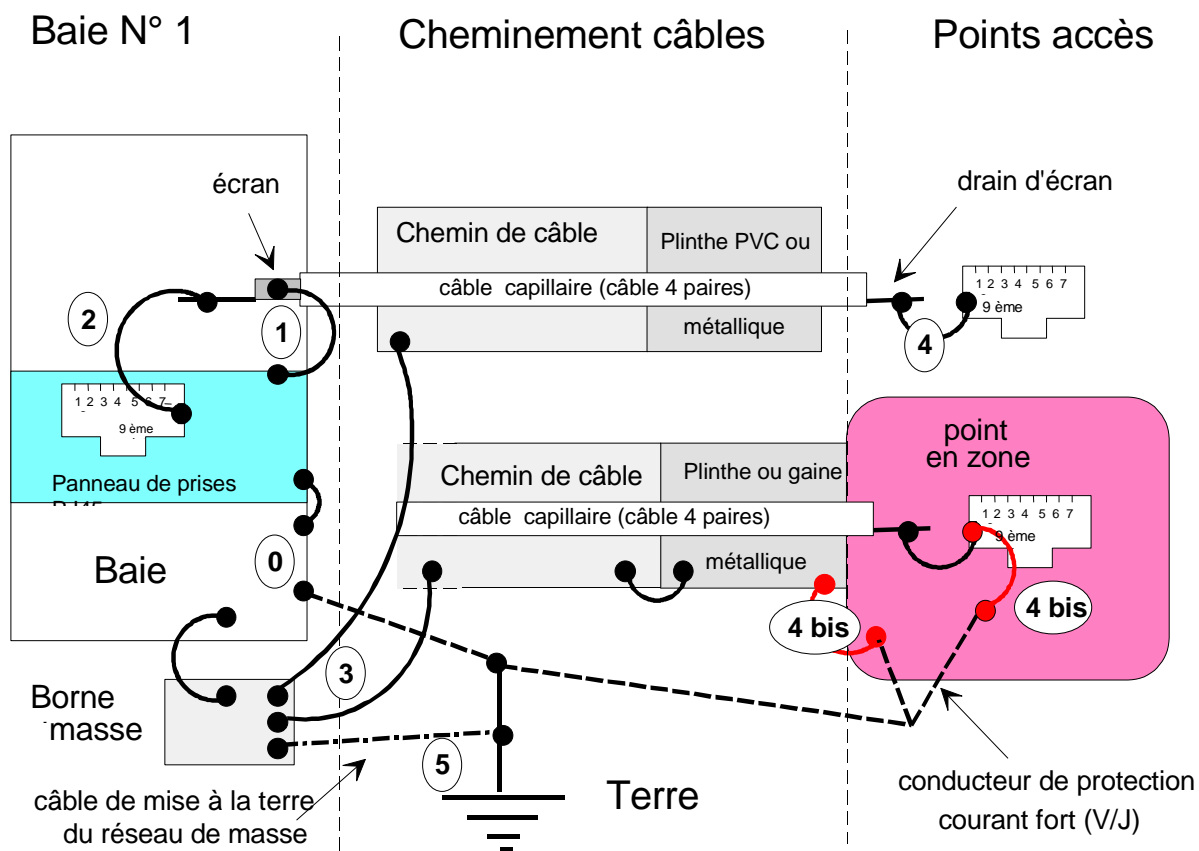 Baie N° 1
Cheminement câbles
Points accès
écran
drain d'écran
Chemin de câble
Plinthe PVC ou
câble capillaire (câble 4 paires)
métallique
1 2 3 4 5 6 7
9 ème
2
1
4
1 2 3 4 5 6 7
9 ème
Panneau de prises
point
en zone
Chemin de câble
Plinthe ou gaine
câble capillaire (câble 4 paires)
métallique
1 2 3 4 5 6 7
9 ème
0
Baie
4 bis
4 bis
3
Borne
masse
5
Terre
câble de mise à la terre
du réseau de masse
conducteur de protection
courant fort (V/J)